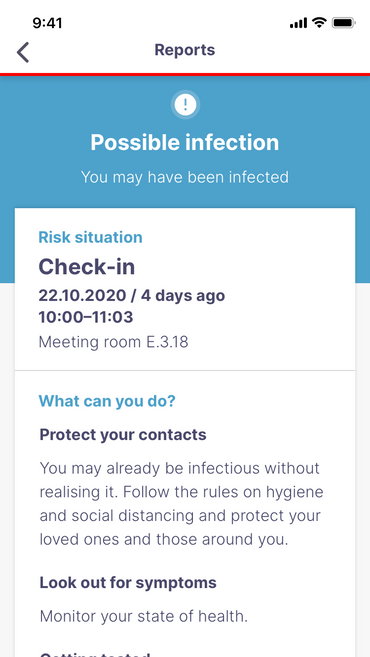 9:41
Reports
Possible infection
You may have been infected
Risk situation
Check-in
22.10.2020 / 4 days ago
10:00–11:03
Meeting room E.3.18
What can you do?
Protect your contacts
You may already be infectious without
realising it. Follow the rules on hygiene
and social distancing and protect your
loved ones and those around you.
Look out for symptoms
Monitor your state of health.
Getting tested